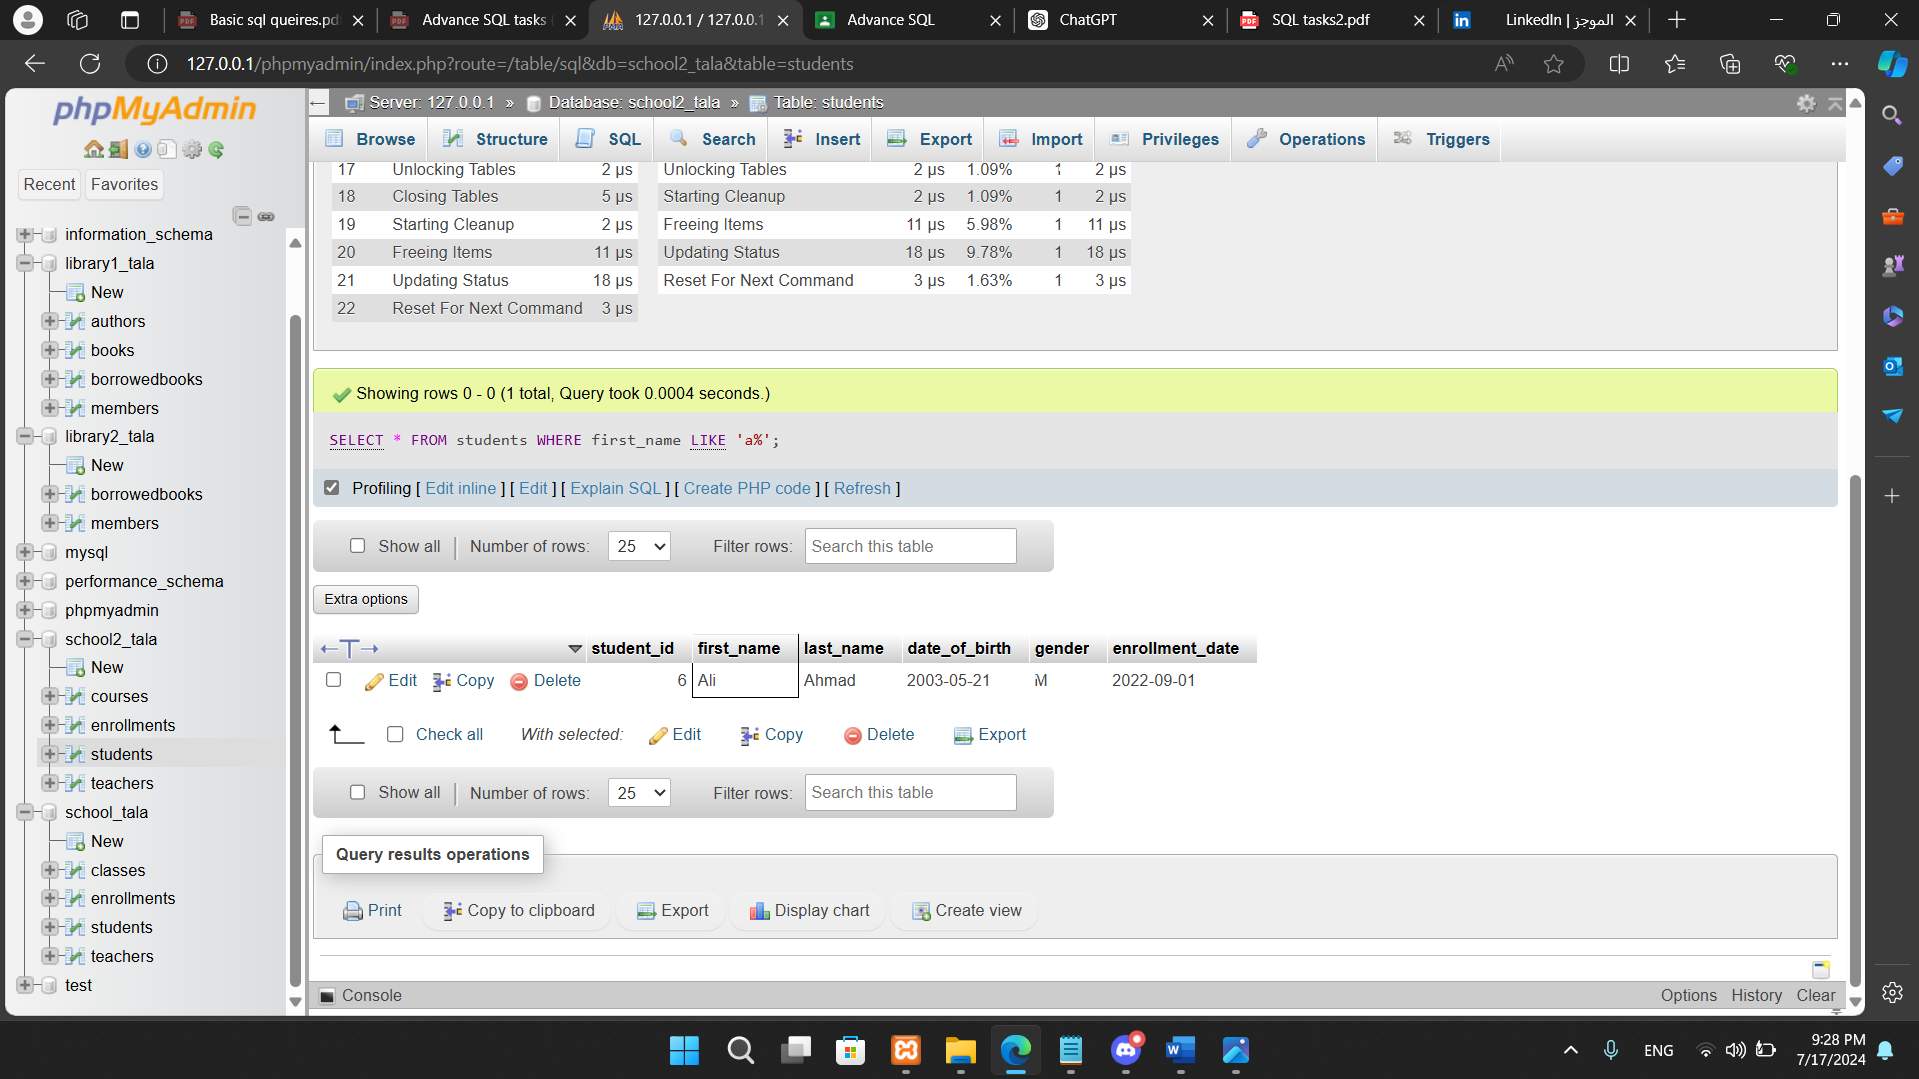 Basic sql queires.pd
Advance SQL tasks (
127.0.0.1 / 127.0.0.1
Advance SQL
ChatGPT
SQL tasks2.pdf
LinkedIn | الموجز
127.0.0.1/phpmyadmin/index.php?route=/table/sql&db=school2_tala&table=students
phpMyAdmin
Recent
Favorites
information_schema
library1_tala
New
authors
books
borrowedbooks
members
library2_tala
New
borrowedbooks
members
mysql
performance_schema
phpmyadmin
school2_tala
New
courses
enrollments
students
teachers
school_tala
New
classes
enrollments
students
teachers
test
Server: 127.0.0.1 » Database: school2_tala » Table: students
Browse Structure SQL Search Insert Export Import Privileges Operations Triggers
17 Unlocking Tables 2 µs Unlocking Tables 2 µs 1.09% 1 2 µs
18 Closing Tables 5 µs Starting Cleanup 2 µs 1.09% 1 2 µs
19 Starting Cleanup 2 µs Freeing Items 11 µs 5.98% 1 11 µs
20 Freeing Items 11 µs Updating Status 18 µs 9.78% 1 18 µs
21 Updating Status 18 µs Reset For Next Command 3 µs 1.63% 1 3 µs
22 Reset For Next Command 3 µs
Showing rows 0 - 0 (1 total, Query took 0.0004 seconds.)
SELECT * FROM students WHERE first_name LIKE 'a%';
Profiling [ Edit inline ] [ Edit ] [ Explain SQL ] [ Create PHP code ] [ Refresh ]
Show all Number of rows: 25 Filter rows: Search this table
Extra options
student_id first_name last_name date_of_birth gender enrollment_date
Edit Copy Delete 6 Ali Ahmad 2003-05-21 M 2022-09-01
Check all With selected: Edit Copy Delete Export
Show all Number of rows: 25 Filter rows: Search this table
Query results operations
Print Copy to clipboard Export Display chart Create view
Console Options History Clear
ENG
9:28 PM
7/17/2024